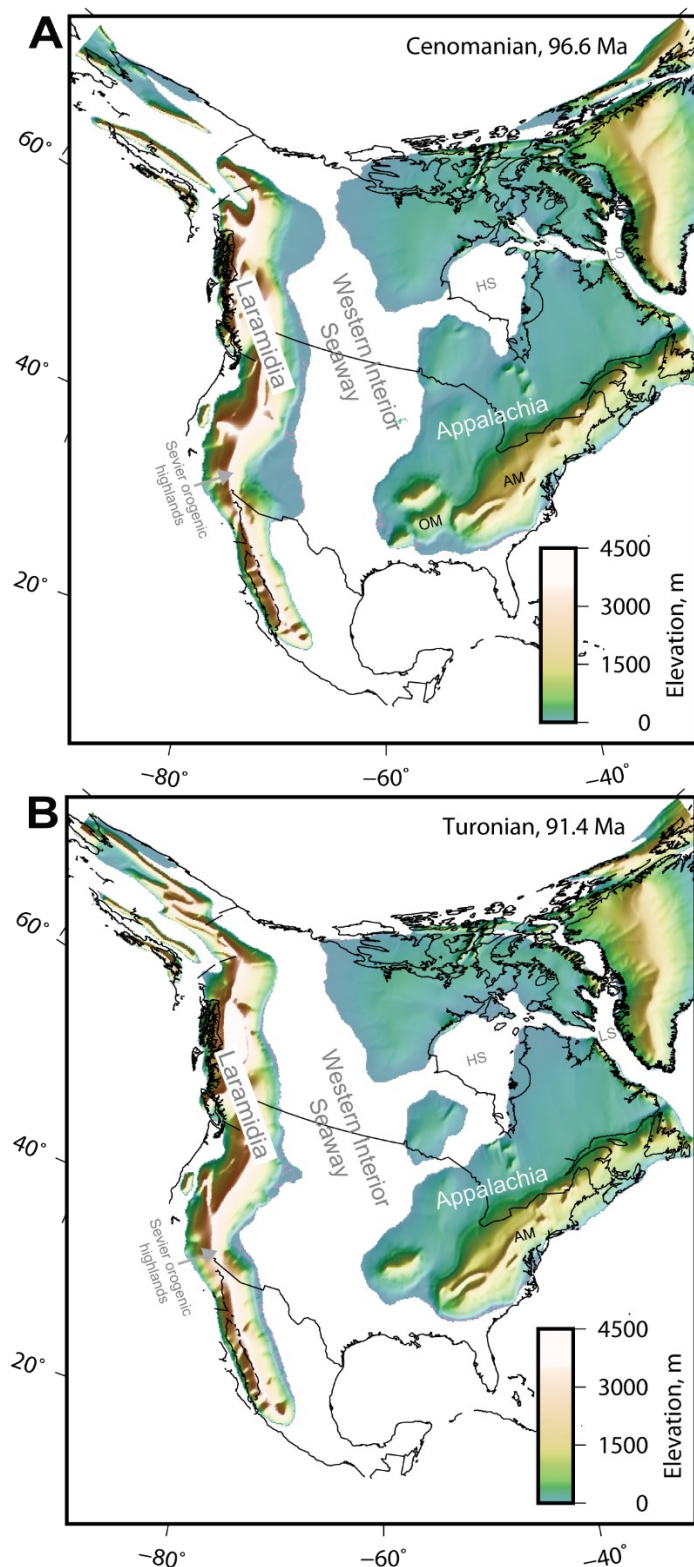 A
Cenomanian, 96.6 Ma
60°
40°
20°
HS
LS
Laramidia
Western Interior
Seaway
Appalachia
Sevier orogenic
highlands
AM
OM
4500
3000
1500
0
Elevation, m
−80°
−60°
−40°
B
Turonian, 91.4 Ma
60°
40°
20°
HS
LS
Laramidia
Western Interior
Seaway
Appalachia
Sevier orogenic
highlands
AM
4500
3000
1500
0
Elevation, m
−80°
−60°
−40°